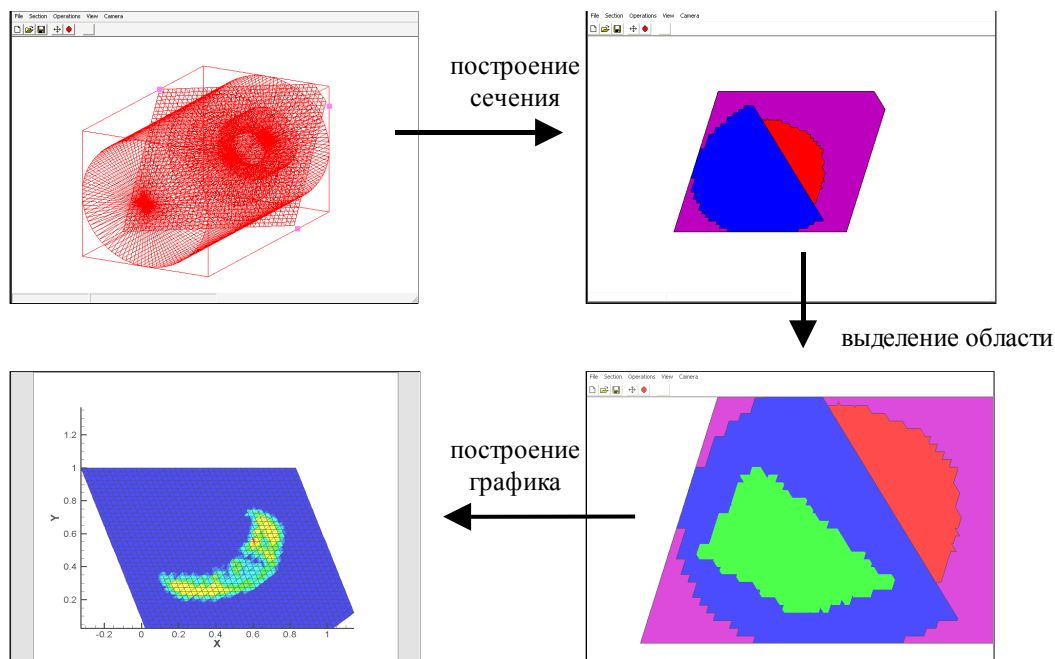 File Section Operations View Camera
построение
сечения
File Section Operations View Camera
выделение области
File Section Operations View Camera
построение
графика
1.2
1
0.8
0.6
0.4
0.2
Y
-0.2 0 0.2 0.4 0.6 0.8 1
X